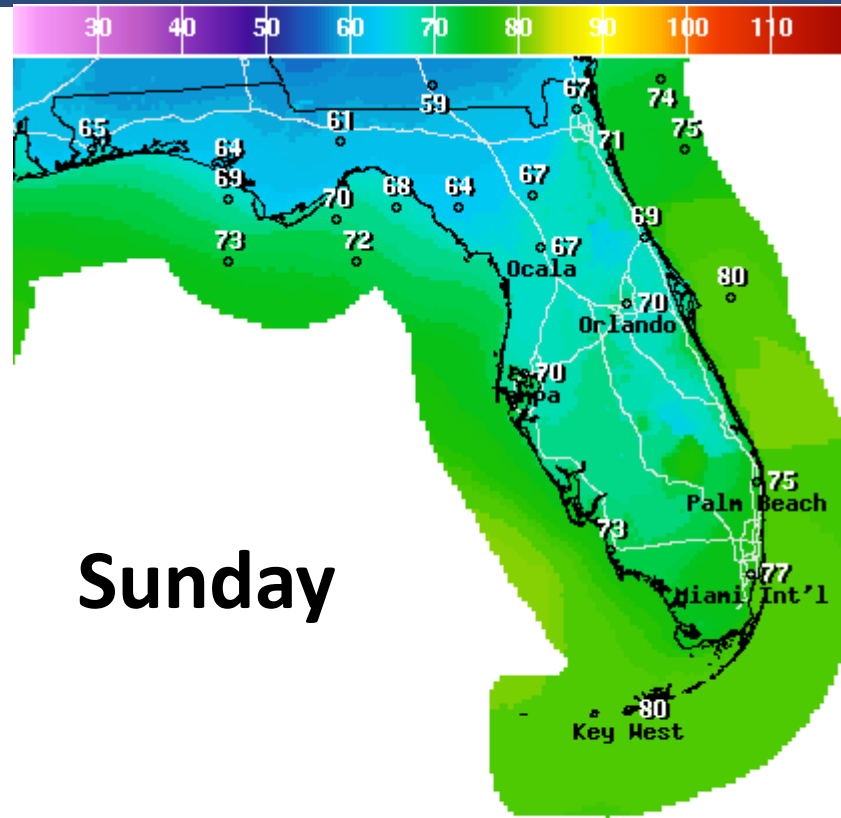 30 40 50 60 70 80 90 100 110
67 74
59
65 61 71 75
64
69 70 68 64 67
69
73 72 67
Ocala
80
70
Orlando
70
Tampa
75
Palm Beach
73
Sunday
77
Miami Int'l
80
Key West